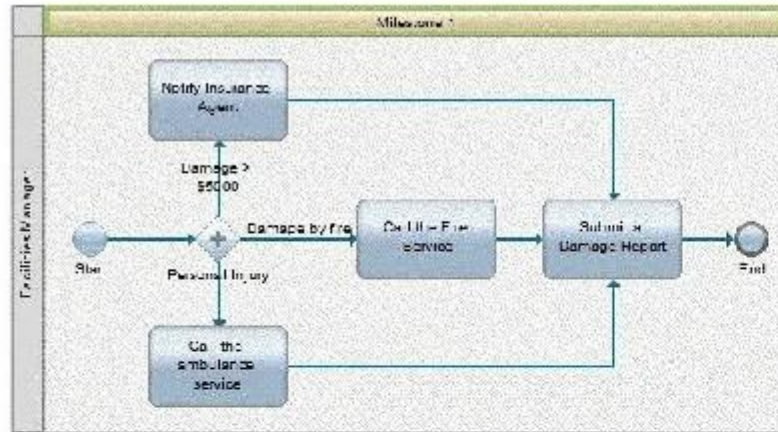 Milestone 1
Facilities Manager
Notify Insurance
Agent
Damage >
$5000
Start
Damage by fire
Call the Fire
Service
Submit a
Damage Report
End
Personal Injury
Call the
ambulance
service